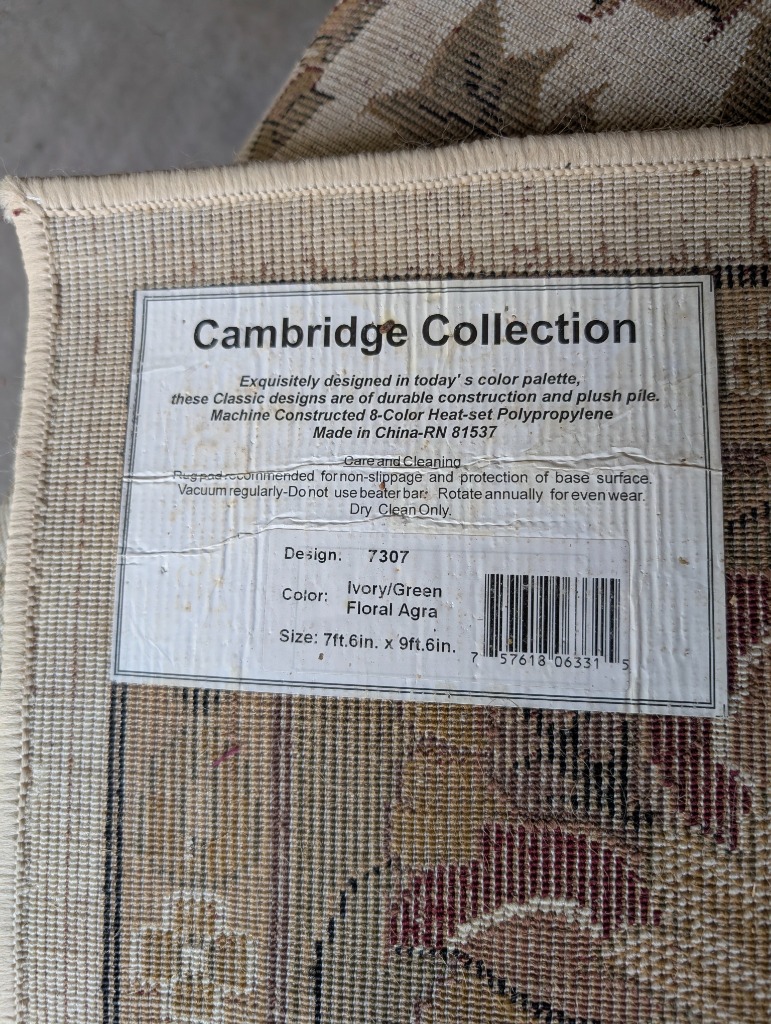 Cambridge Collection
Exquisitely designed in today's color palette,
these Classic designs are of durable construction and plush pile.
Machine Constructed 8-Color Heat-set Polypropylene
Made in China-RN 81537
Care and Cleaning
Rug pad recommended for non-slippage and protection of base surface.
Vacuum regularly-Do not use beater bar. Rotate annually for even wear.
Dry Clean Only.
Design: 7307
Color: Ivory/Green
Floral Agra
Size: 7ft.6in. x 9ft.6in.
7 57618 06331 5